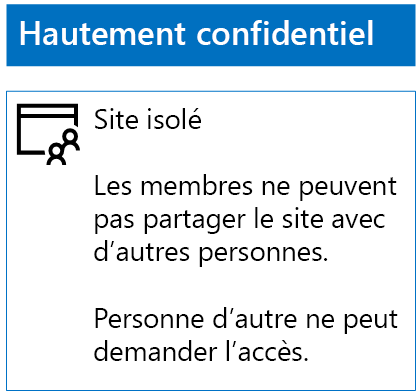 Hautement confidentiel
Site isolé
Les membres ne peuvent
pas partager le site avec
d’autres personnes.
Personne d’autre ne peut
demander l’accès.